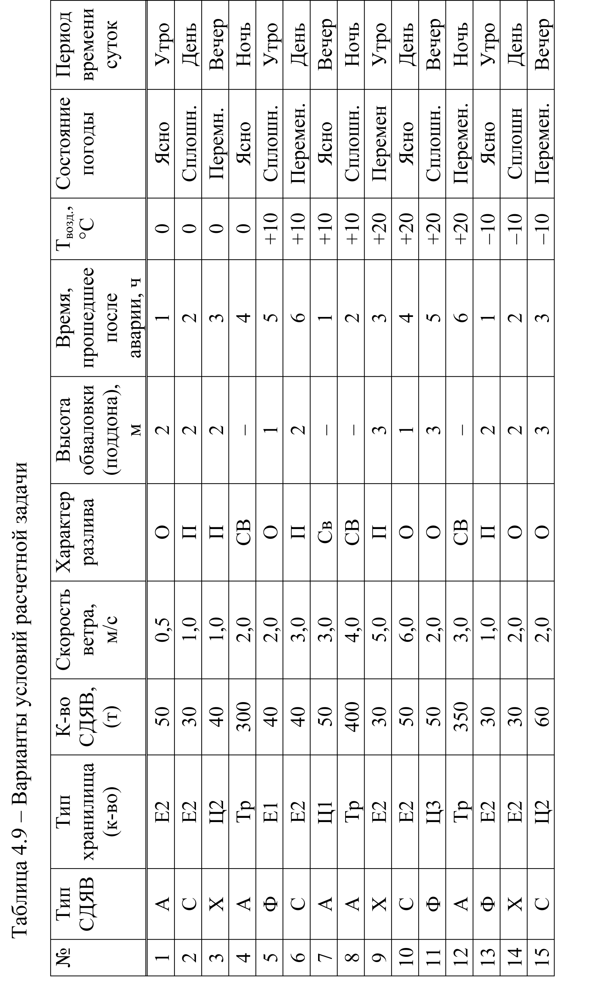 Таблица 4.9 – Варианты условий расчетной задачи
№ Тип СДЯВ Тип хранилища (к-во) К-во СДЯВ, (т) Скорость ветра, м/с Характер разлива Высота обваловки (поддона), м Время, прошедшее после аварии, ч Твозд., °С Состояние погоды Период времени суток
1 А Е2 50 0,5 О 2 1 0 Ясно Утро
2 С Е2 30 1,0 П 2 2 0 Сплошн. День
3 Х Ц2 40 1,0 П 2 3 0 Перемн. Вечер
4 А Тр 300 2,0 СВ – 4 0 Ясно Ночь
5 Ф Е1 40 2,0 О 1 5 +10 Сплошн. Утро
6 С Е2 40 3,0 П 2 6 +10 Перемен. День
7 А Ц1 50 3,0 Св – 1 +10 Ясно Вечер
8 А Тр 400 4,0 СВ – 2 +10 Сплошн. Ночь
9 Х Е2 30 5,0 П 3 3 +20 Перемен Утро
10 С Е2 50 6,0 О 1 4 +20 Ясно День
11 Ф Ц3 50 2,0 О 3 5 +20 Сплошн. Вечер
12 А Тр 350 3,0 СВ – 6 +20 Перемен. Ночь
13 Ф Е2 30 1,0 П 2 1 –10 Ясно Утро
14 Х Е2 30 2,0 О 2 2 –10 Сплошн День
15 С Ц2 60 2,0 О 3 3 –10 Перемен. Вечер